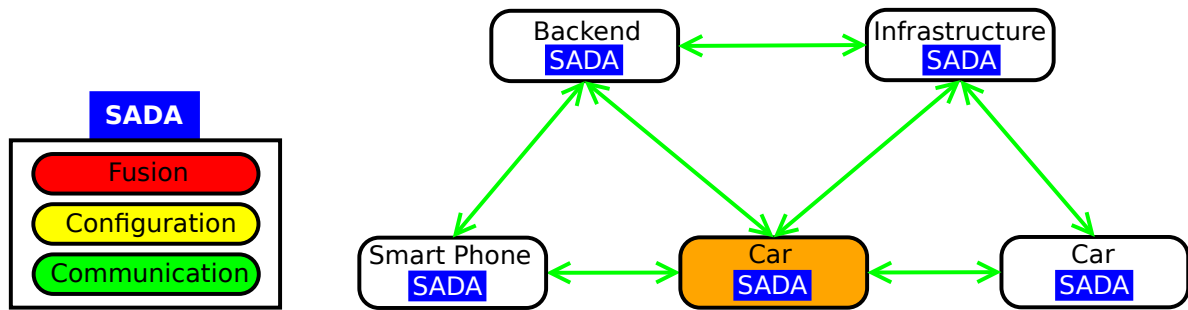 SADA
Fusion
Configuration
Communication
Backend
SADA
Infrastructure
SADA
Smart Phone
SADA
Car
SADA
Car
SADA